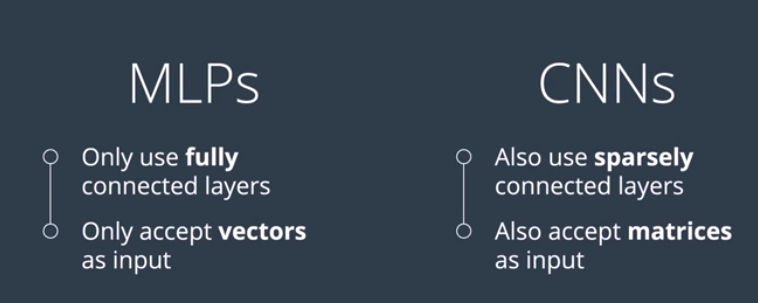 MLPs
Only use fully
connected layers
Only accept vectors
as input
CNNs
Also use sparsely
connected layers
Also accept matrices
as input